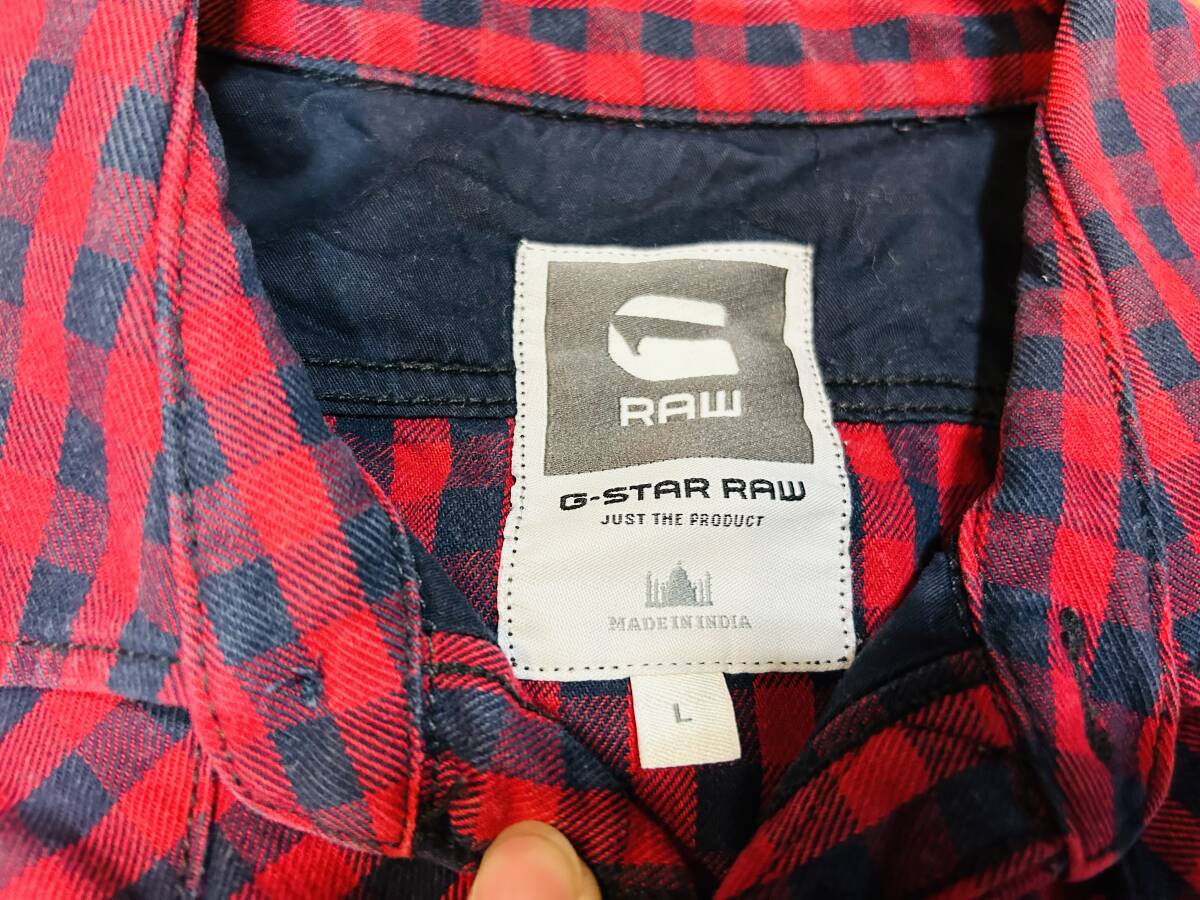 RAW
G-STAR RAW
JUST THE PRODUCT
MADE IN INDIA
L